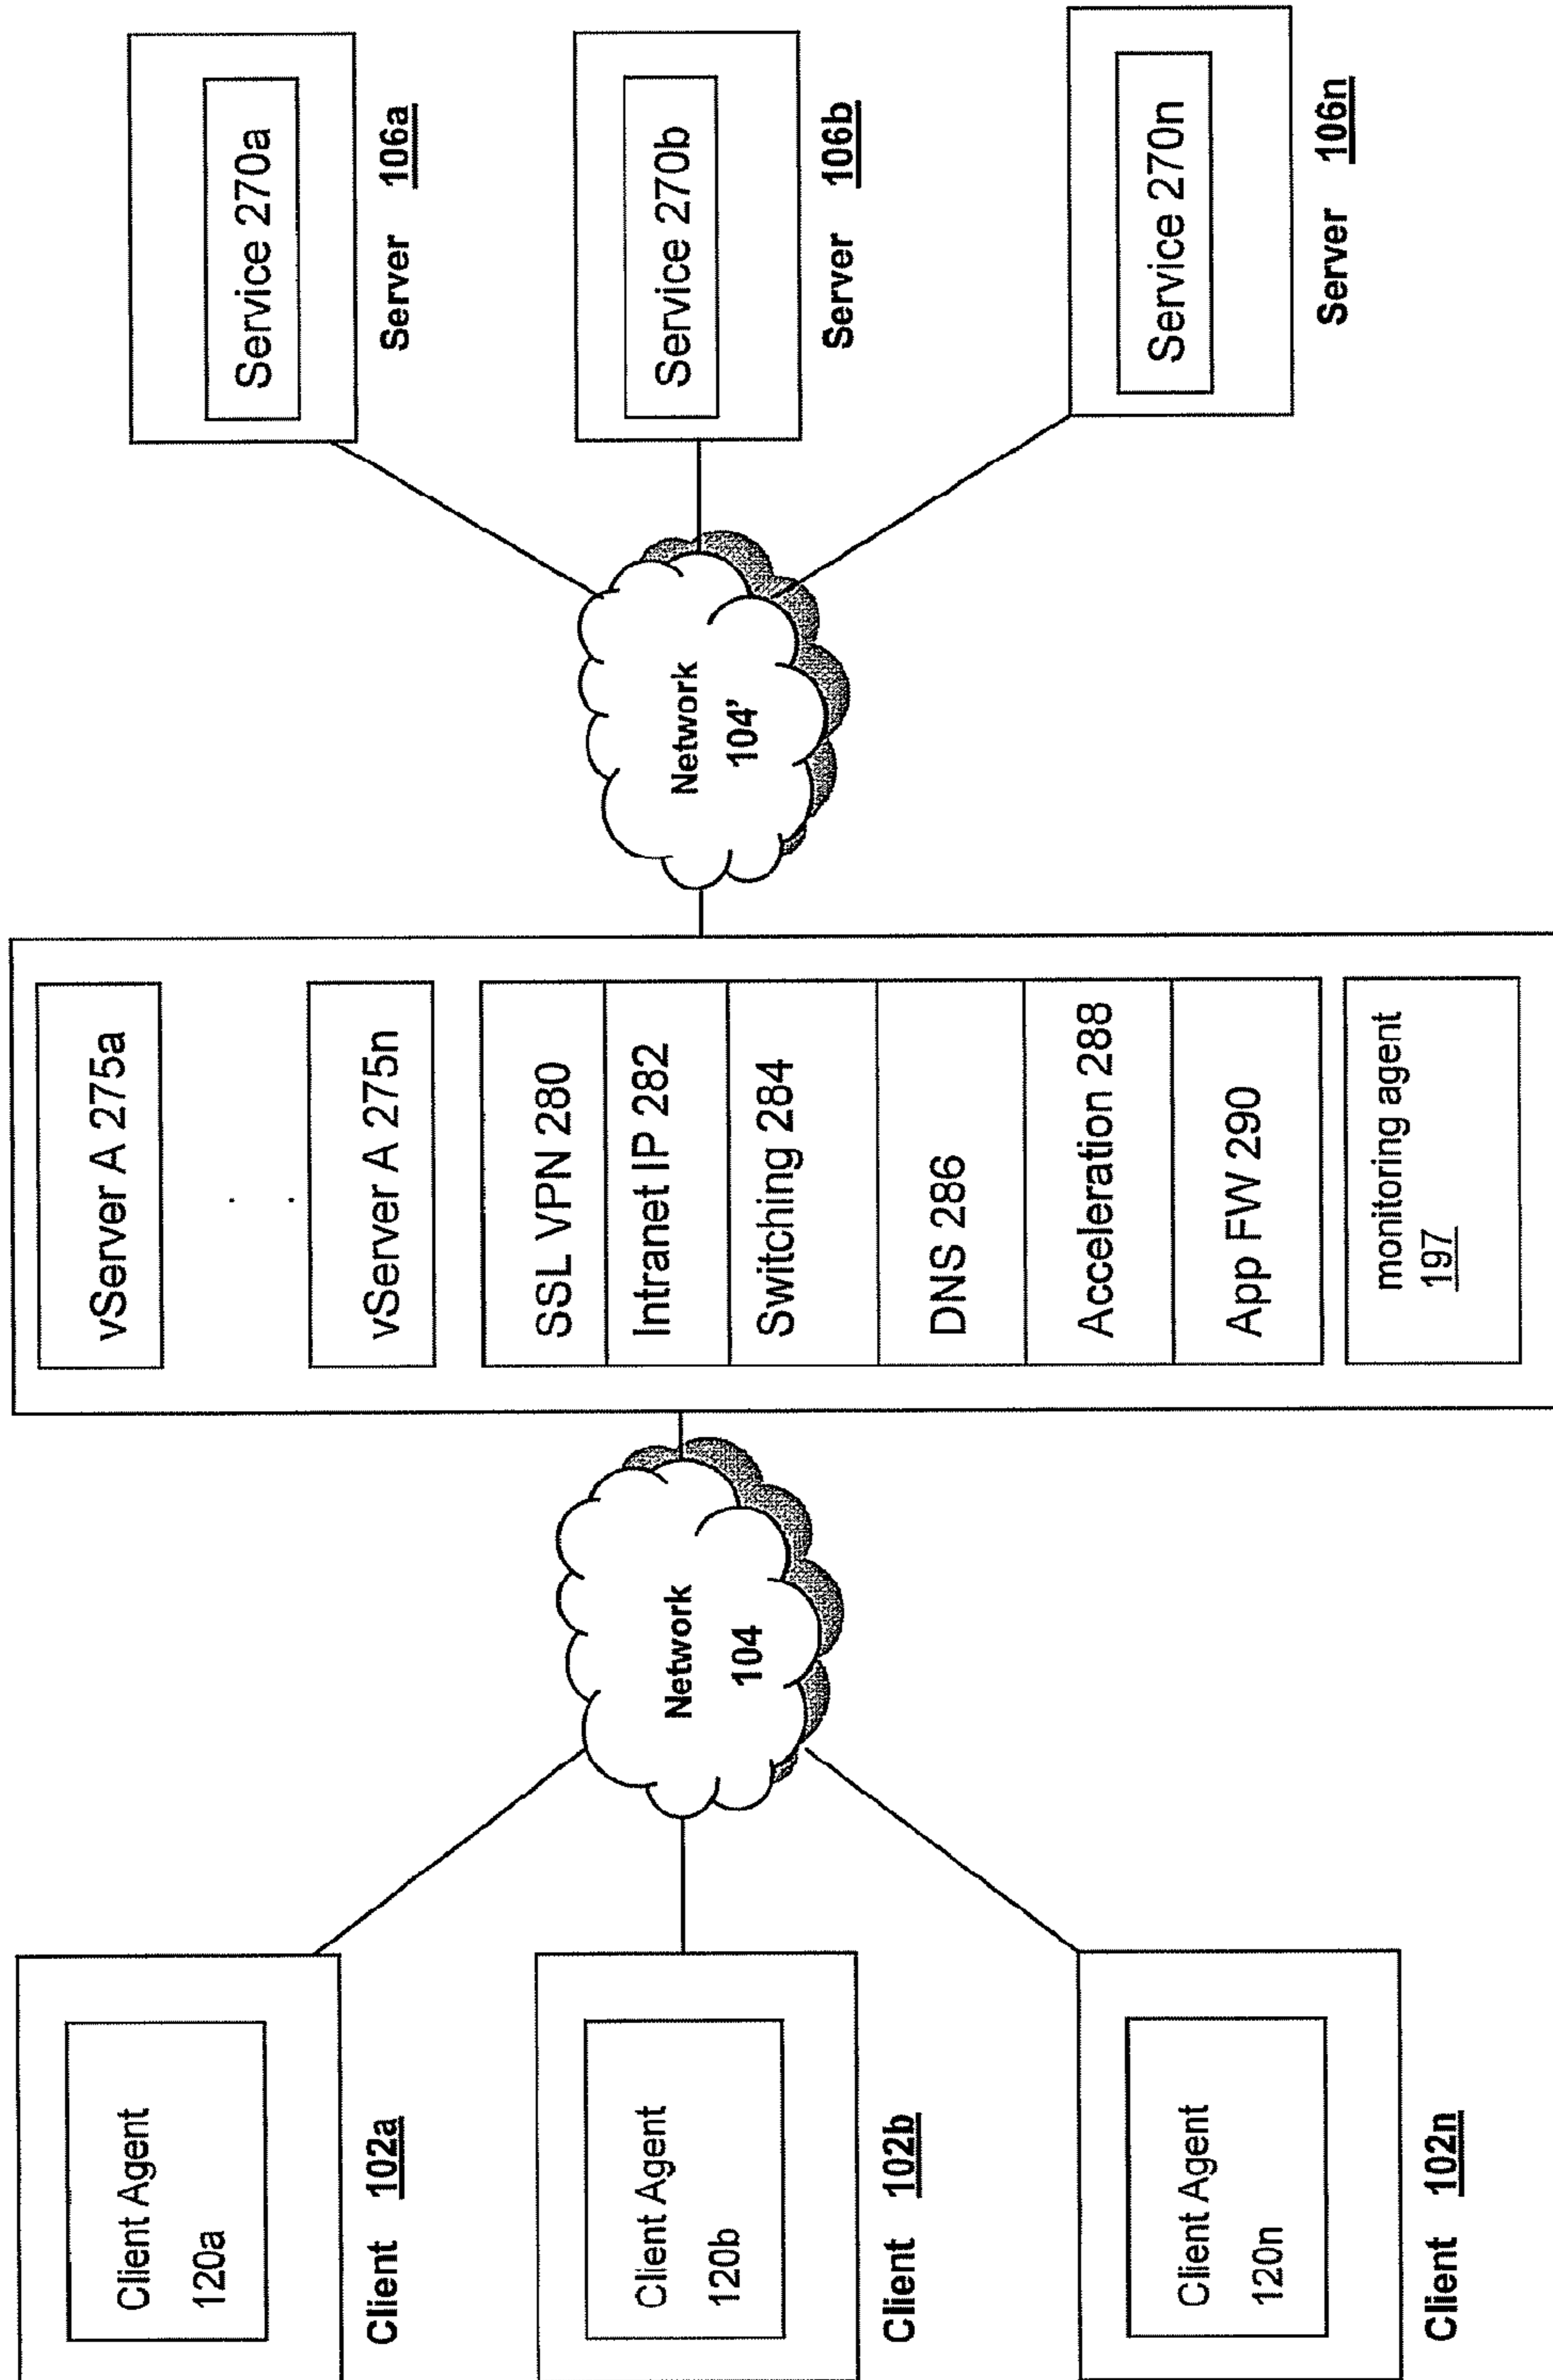 Client Agent
120a
Client 102a
Client Agent
120b
Client 102b
Client Agent
120n
Client 102n
Network
104
vServer A 275a
. .
vServer A 275n
SSL VPN 280
Intranet IP 282
Switching 284
DNS 286
Acceleration 288
App FW 290
monitoring agent
197
Network
104’
Service 270a
Server 106a
Service 270b
Server 106b
Service 270n
Server 106n